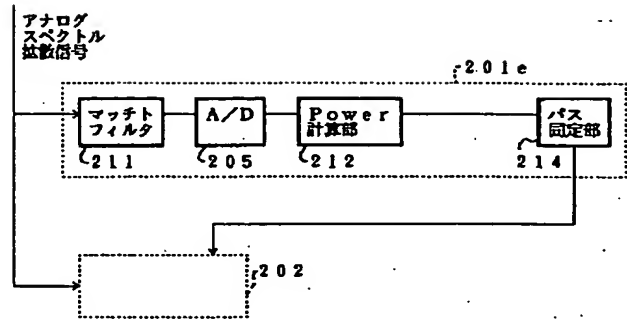 アナログ
スペクトル
拡散信号
201e
マッチト
フィルタ
A/D
Power
計算部
パス
同定部
211
205
212
214
202